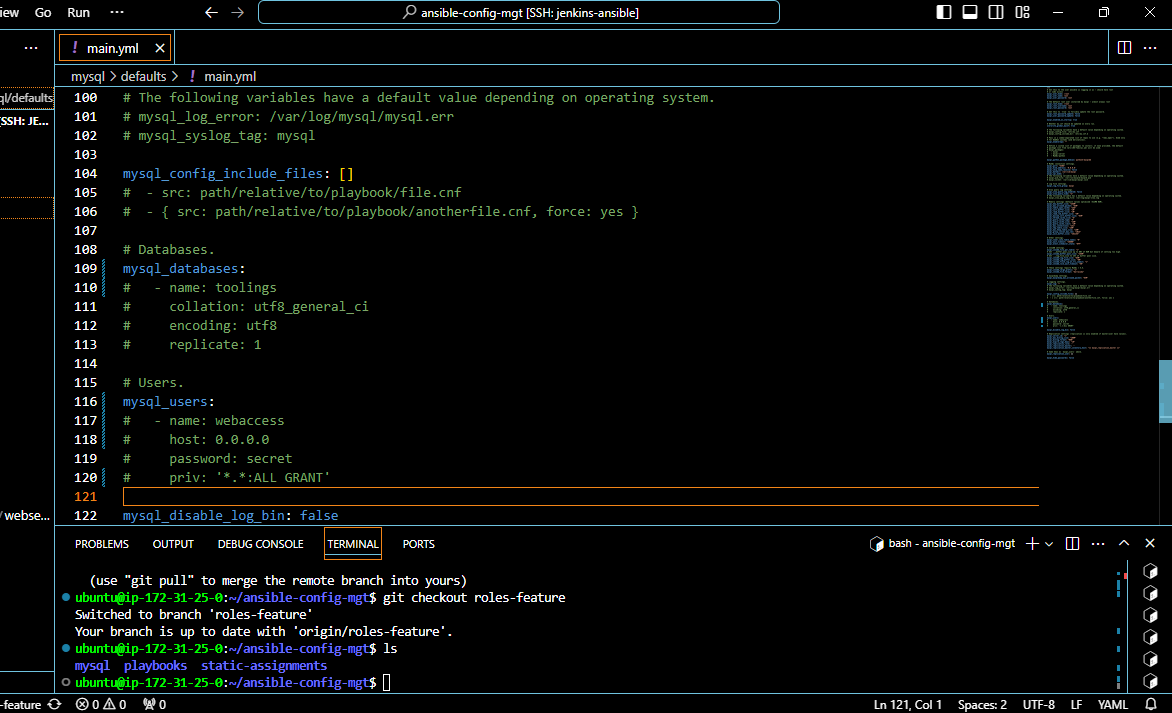 iew Go Run ··· ansible-config-mgt [SSH: jenkins-ansible]
··· ! main.yml
mysql > defaults > ! main.yml
ql/defaults
[SSH: JE...
/webse...
100 # The following variables have a default value depending on operating system.
101 # mysql_log_error: /var/log/mysql/mysql.err
102 # mysql_syslog_tag: mysql
103
104 mysql_config_include_files: []
105 #  - src: path/relative/to/playbook/file.cnf
106 #  - { src: path/relative/to/playbook/anotherfile.cnf, force: yes }
107
108 # Databases.
109 mysql_databases:
110 #   - name: toolings
111 #     collation: utf8_general_ci
112 #     encoding: utf8
113 #     replicate: 1
114
115 # Users.
116 mysql_users:
117 #   - name: webaccess
118 #     host: 0.0.0.0
119 #     password: secret
120 #     priv: '*.*:ALL GRANT'
121
122 mysql_disable_log_bin: false
PROBLEMS OUTPUT DEBUG CONSOLE TERMINAL PORTS bash - ansible-config-mgt
(use "git pull" to merge the remote branch into yours)
ubuntu@ip-172-31-25-0:~/ansible-config-mgt$ git checkout roles-feature
Switched to branch 'roles-feature'
Your branch is up to date with 'origin/roles-feature'.
ubuntu@ip-172-31-25-0:~/ansible-config-mgt$ ls
mysql  playbooks  static-assignments
ubuntu@ip-172-31-25-0:~/ansible-config-mgt$
-feature 0 0 0 Ln 121, Col 1 Spaces: 2 UTF-8 LF YAML